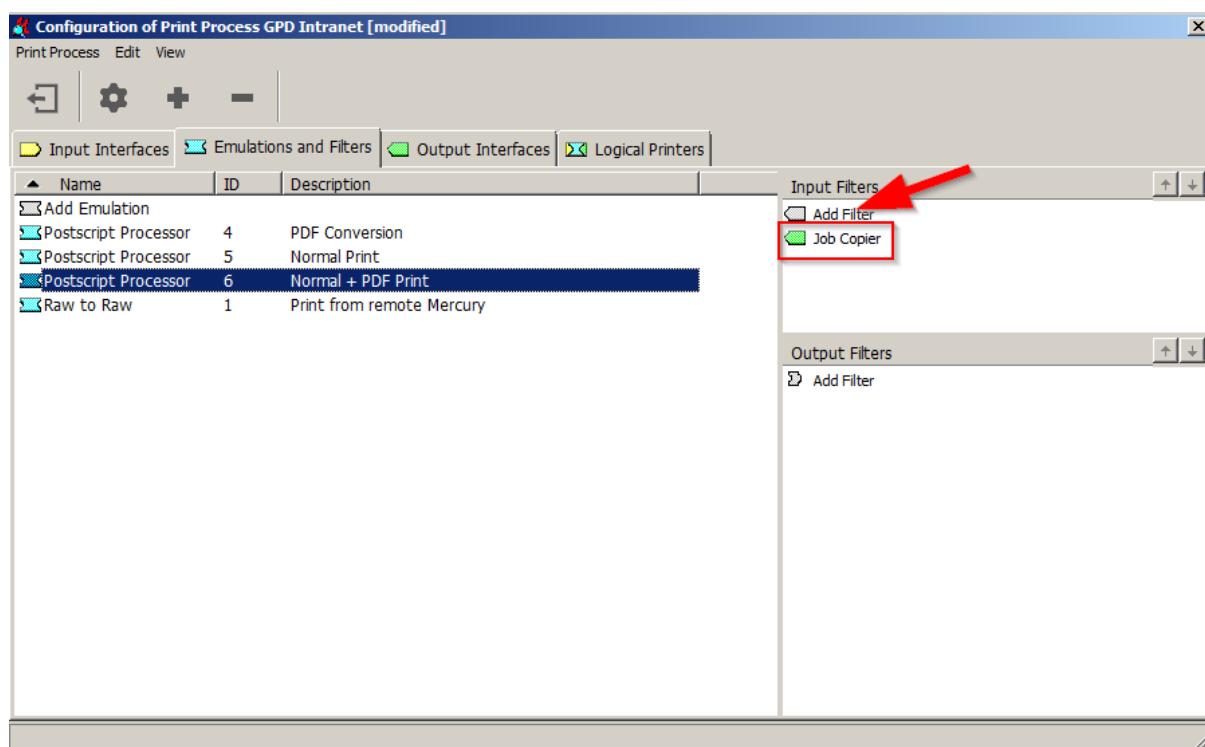 Configuration of Print Process GPD Intranet [modified]
Print Process Edit View
Input Interfaces Emulations and Filters Output Interfaces Logical Printers
Name ID Description
Add Emulation
Postscript Processor 4 PDF Conversion
Postscript Processor 5 Normal Print
Postscript Processor 6 Normal + PDF Print
Raw to Raw 1 Print from remote Mercury
Input Filters
Add Filter
Job Copier
Output Filters
Add Filter